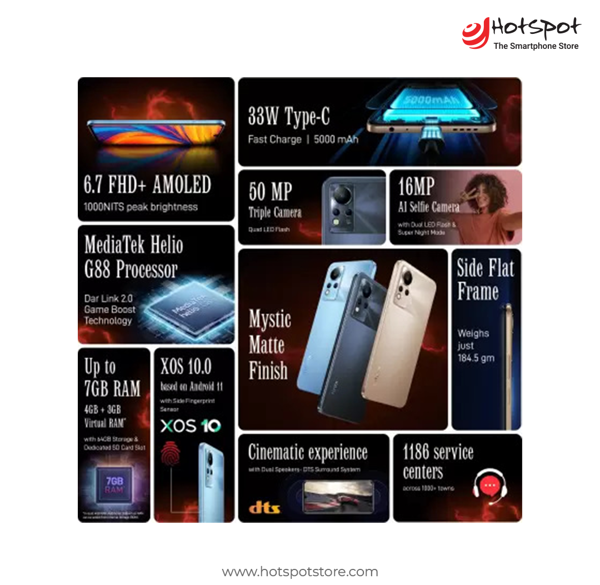 HOTSPOT
The Smartphone Store
6.7 FHD+ AMOLED
1000NITS peak brightness
33W Type-C
Fast Charge | 5000 mAh
5000mAh
50 MP
Triple Camera
Quad LED Flash
16MP
AI Selfie Camera
with Dual LED Flash &
Super Night Mode
MediaTek Helio
G88 Processor
Dar Link 2.0
Game Boost
Technology
Mystic
Matte
Finish
Side Flat
Frame
Weighs
just
184.5 gm
Up to
7GB RAM
4GB + 3GB
Virtual RAM*
with 64GB Storage &
Dedicated SD Card Slot
7GB
RAM
XOS 10.0
based on Android 11
with Side Fingerprint
Sensor
XOS 10
Cinematic experience
with Dual Speakers- DTS Surround System
dts
1186 service
centers
across 1000+ towns
www.hotspotstore.com